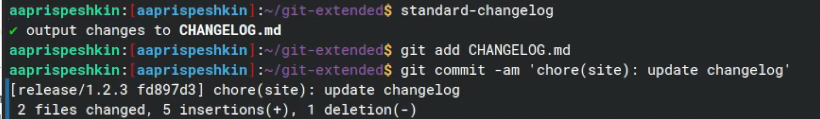 aaprispeshkin:[aaprispeshkin]:~/git-extended$ standard-changelog
✔ output changes to CHANGELOG.md
aaprispeshkin:[aaprispeshkin]:~/git-extended$ git add CHANGELOG.md
aaprispeshkin:[aaprispeshkin]:~/git-extended$ git commit -am 'chore(site): update changelog'
[release/1.2.3 fd897d3] chore(site): update changelog
 2 files changed, 5 insertions(+), 1 deletion(-)